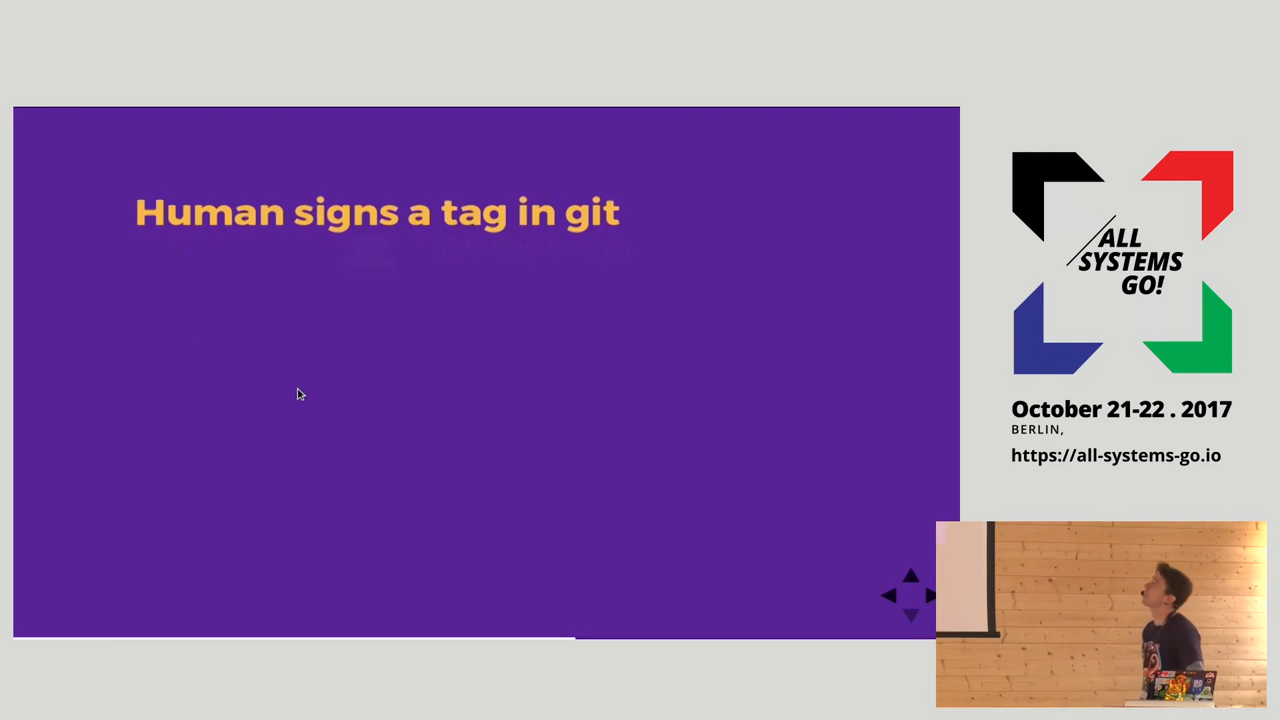 Human signs a tag in git
ALL
SYSTEMS
GO!
October 21-22 . 2017
BERLIN,
https://all-systems-go.io